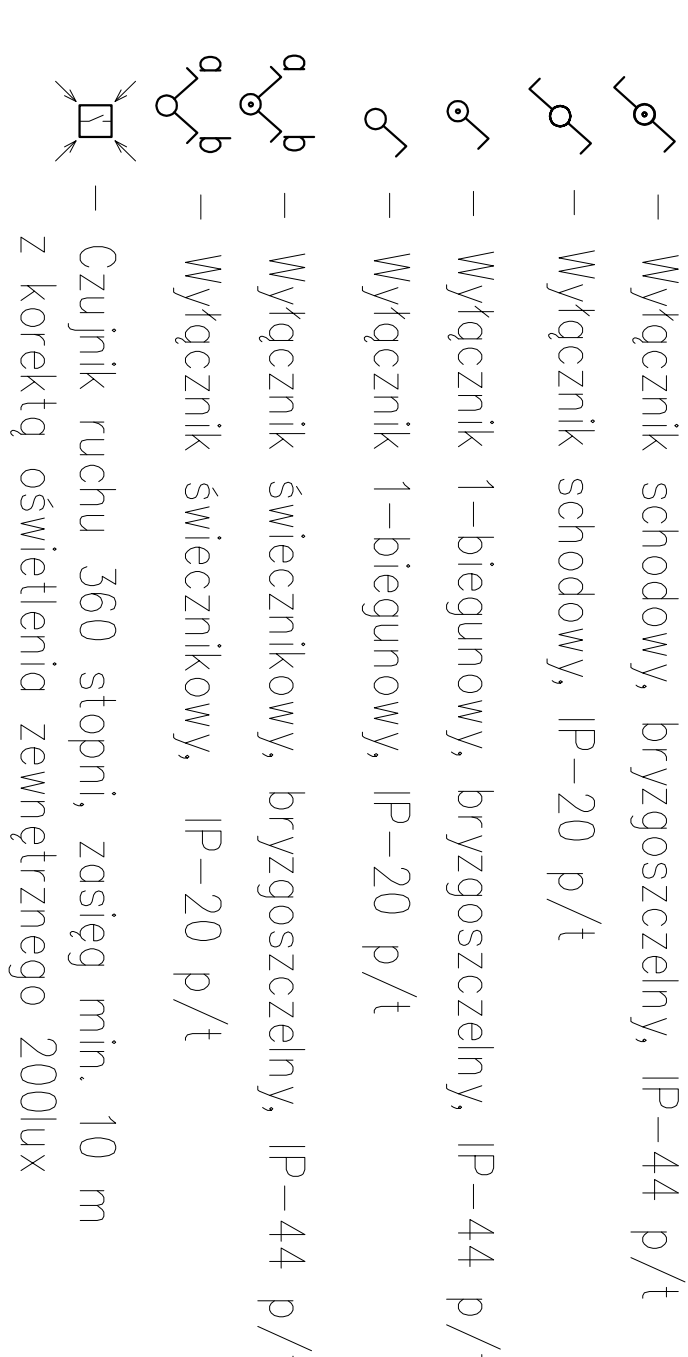 – Wyłącznik schodowy, bryzgoszczelny, IP–44 p/t
– Wyłącznik schodowy, IP–20 p/t
– Wyłącznik 1–biegunowy, bryzgoszczelny, IP–44 p/t
– Wyłącznik 1–biegunowy, IP–20 p/t
a b – Wyłącznik świecznikowy, bryzgoszczelny, IP–44 p/t
a b – Wyłącznik świecznikowy, IP–20 p/t
– Czujnik ruchu 360 stopni, zasięg min. 10 m
z korektą oświetlenia zewnętrznego 200lux